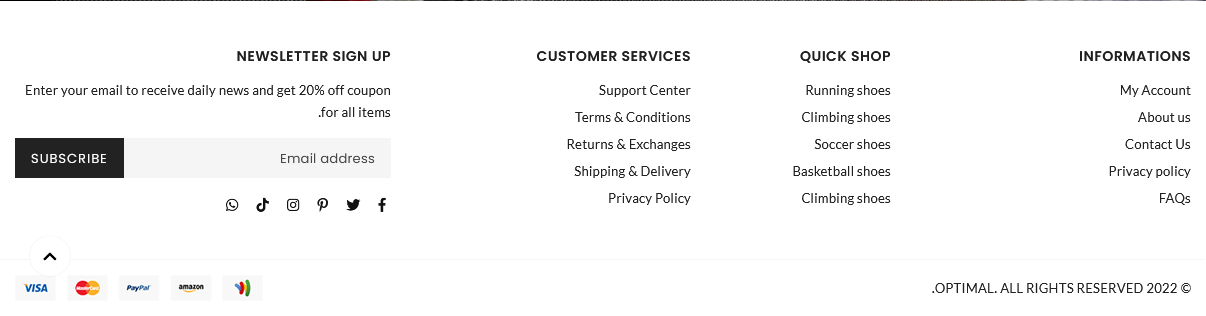 INFORMATIONS
My Account
About us
Contact Us
Privacy policy
FAQs
QUICK SHOP
Running shoes
Climbing shoes
Soccer shoes
Basketball shoes
Climbing shoes
CUSTOMER SERVICES
Support Center
Terms & Conditions
Returns & Exchanges
Shipping & Delivery
Privacy Policy
NEWSLETTER SIGN UP
Enter your email to receive daily news and get 20% off coupon
.for all items
Email address
SUBSCRIBE
.OPTIMAL. ALL RIGHTS RESERVED 2022 ©
VISA
MasterCard
PayPal
amazon